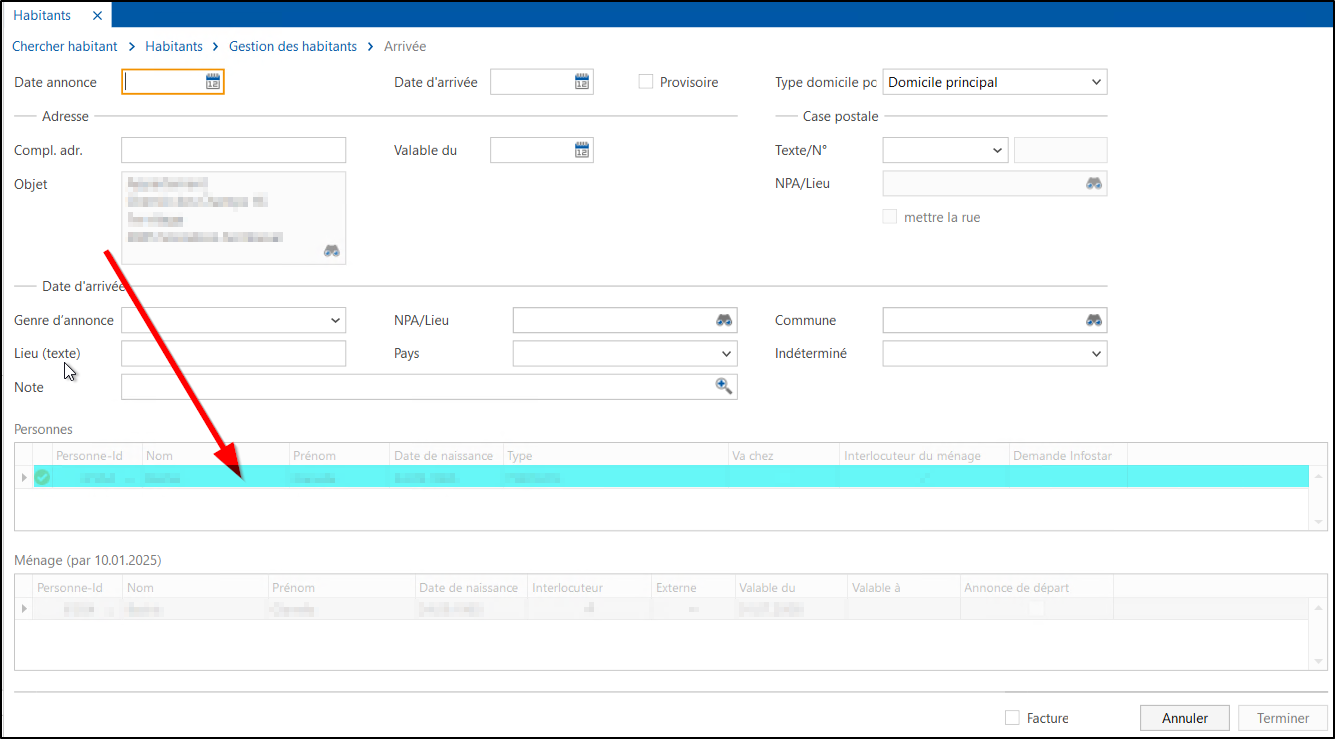 Habitants ×
Chercher habitant > Habitants > Gestion des habitants > Arrivée
Date annonce Date d'arrivée Provisoire Type domicile pc Domicile principal
Adresse Case postale
Compl. adr. Valable du Texte/N°
Objet NPA/Lieu
mettre la rue
Date d'arrivée
Genre d'annonce NPA/Lieu Commune
Lieu (texte) Pays Indéterminé
Note
Personnes
Personne-Id Nom Prénom Date de naissance Type Va chez Interlocuteur du ménage Demande Infostar
Ménage (par 10.01.2025)
Personne-Id Nom Prénom Date de naissance Interlocuteur Externe Valable du Valable à Annonce de départ
Facture Annuler Terminer